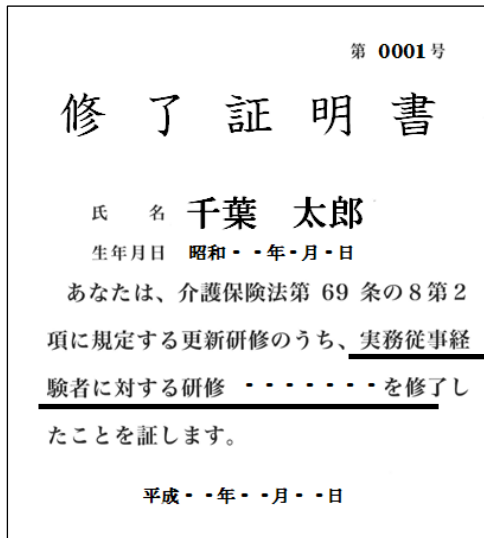 第 0001号
修了証明書
氏 名 千葉 太郎
生年月日 昭和・・年・月・日
あなたは、介護保険法第 69 条の8第2
項に規定する更新研修のうち、実務従事経
験者に対する研修 ・・・・・・・を修了し
たことを証します。
平成・・年・・月・・日